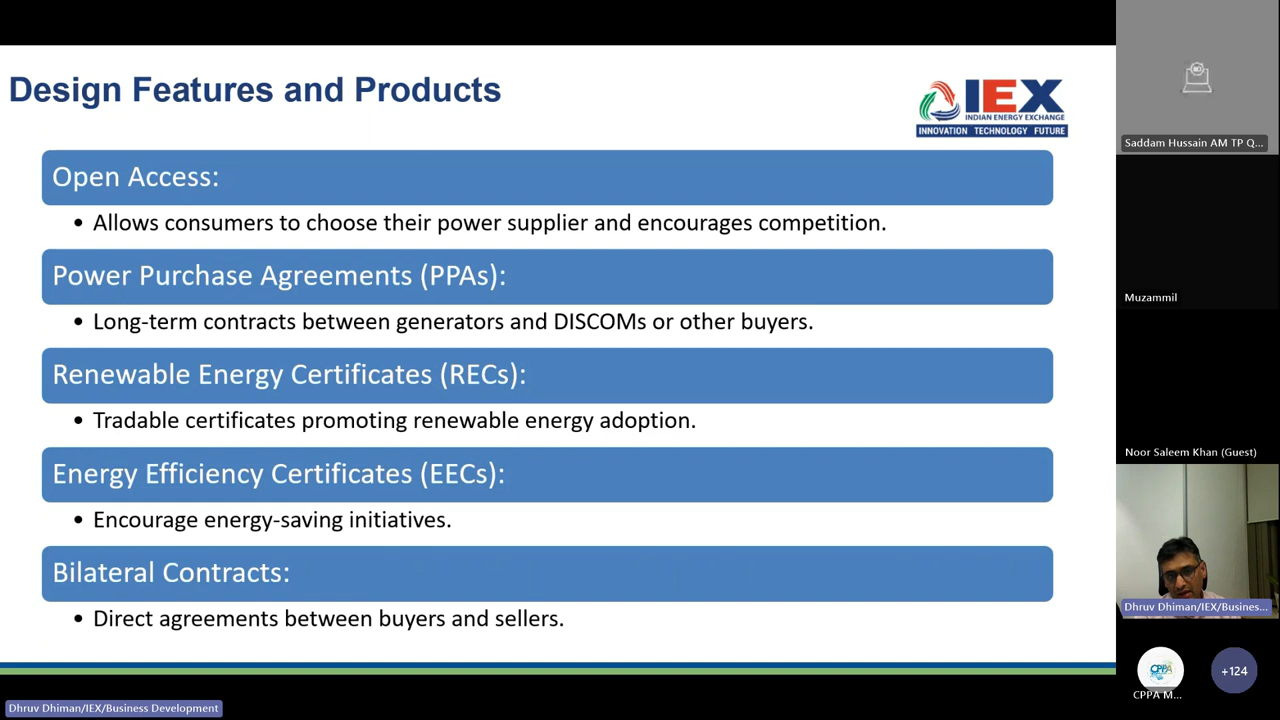 Design Features and Products
IEX
INDIAN ENERGY EXCHANGE
INNOVATION TECHNOLOGY FUTURE
Open Access:
• Allows consumers to choose their power supplier and encourages competition.
Power Purchase Agreements (PPAs):
• Long-term contracts between generators and DISCOMs or other buyers.
Renewable Energy Certificates (RECs):
• Tradable certificates promoting renewable energy adoption.
Energy Efficiency Certificates (EECs):
• Encourage energy-saving initiatives.
Bilateral Contracts:
• Direct agreements between buyers and sellers.
Dhruv Dhiman/IEX/Business Development
Saddam Hussain AM TP Q...
Muzammil
Noor Saleem Khan (Guest)
Dhruv Dhiman/IEX/Busines...
CPPA
CPPA M...
+124